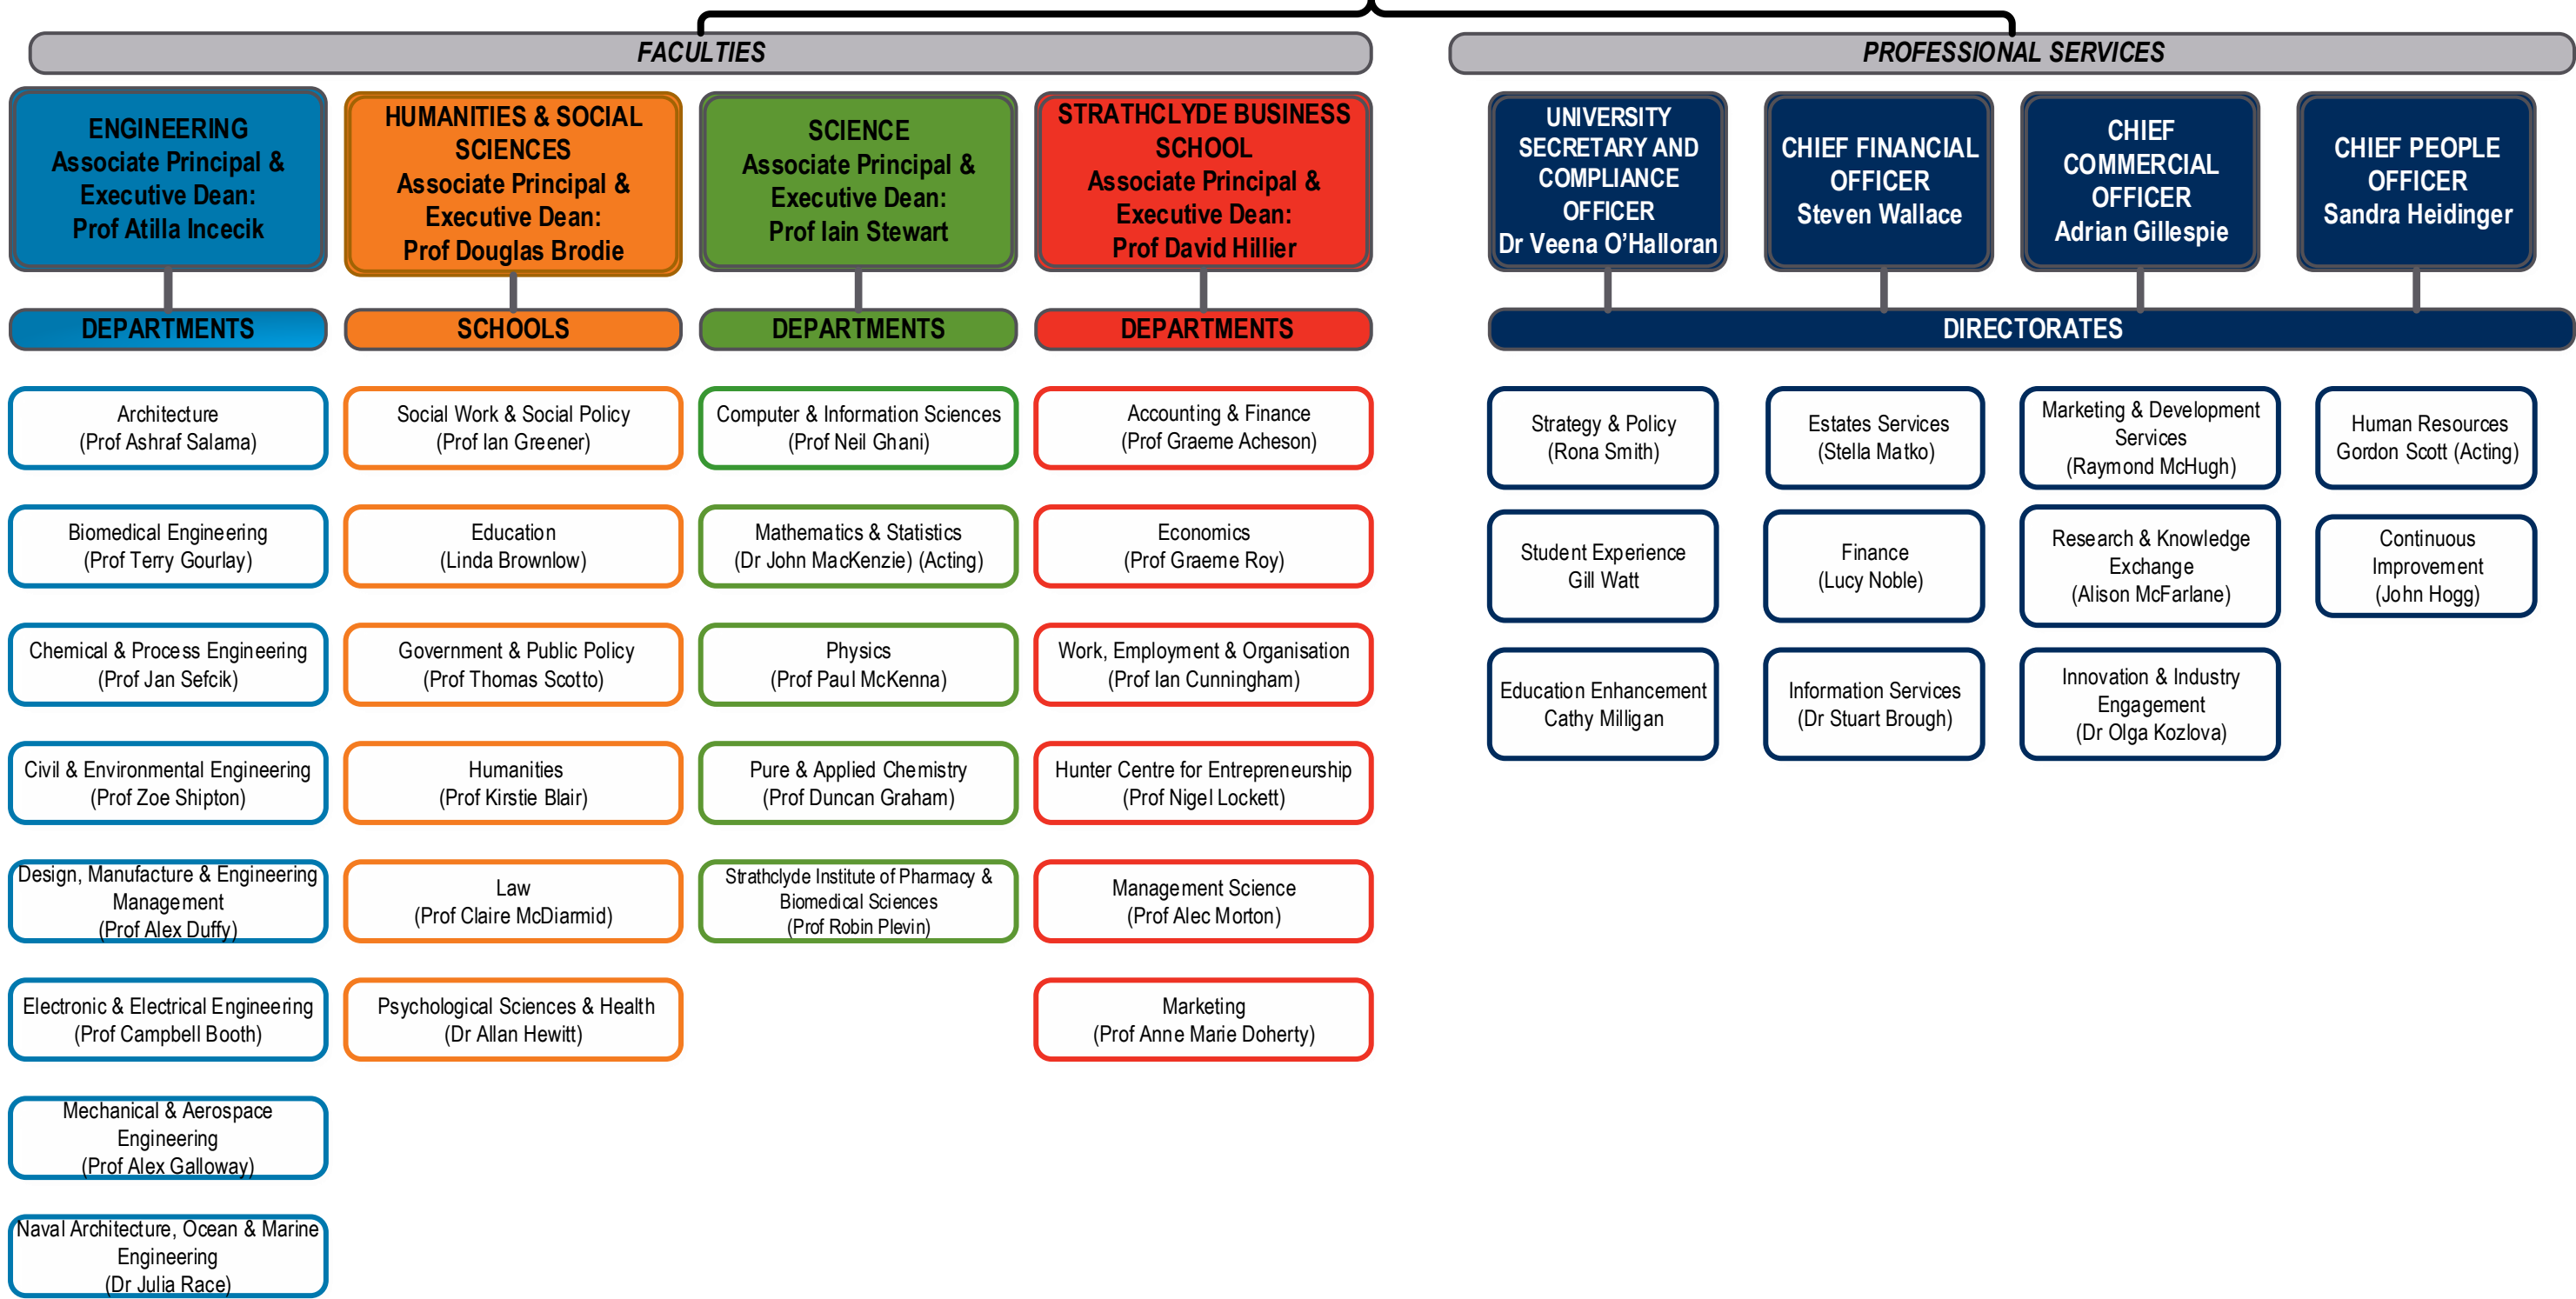 FACULTIES
ENGINEERING
Associate Principal &
Executive Dean:
Prof Atilla Incecik
DEPARTMENTS
Architecture
(Prof Ashraf Salama)
Biomedical Engineering
(Prof Terry Gourlay)
Chemical & Process Engineering
(Prof Jan Sefcik)
Civil & Environmental Engineering
(Prof Zoe Shipton)
Design, Manufacture & Engineering
Management
(Prof Alex Duffy)
Electronic & Electrical Engineering
(Prof Campbell Booth)
Mechanical & Aerospace
Engineering
(Prof Alex Galloway)
Naval Architecture, Ocean & Marine
Engineering
(Dr Julia Race)
HUMANITIES & SOCIAL
SCIENCES
Associate Principal &
Executive Dean:
Prof Douglas Brodie
SCHOOLS
Social Work & Social Policy
(Prof Ian Greener)
Education
(Linda Brownlow)
Government & Public Policy
(Prof Thomas Scotto)
Humanities
(Prof Kirstie Blair)
Law
(Prof Claire McDiarmid)
Psychological Sciences & Health
(Dr Allan Hewitt)
SCIENCE
Associate Principal &
Executive Dean:
Prof Iain Stewart
DEPARTMENTS
Computer & Information Sciences
(Prof Neil Ghani)
Mathematics & Statistics
(Dr John MacKenzie) (Acting)
Physics
(Prof Paul McKenna)
Pure & Applied Chemistry
(Prof Duncan Graham)
Strathclyde Institute of Pharmacy &
Biomedical Sciences
(Prof Robin Plevin)
STRATHCLYDE BUSINESS
SCHOOL
Associate Principal &
Executive Dean:
Prof David Hillier
DEPARTMENTS
Accounting & Finance
(Prof Graeme Acheson)
Economics
(Prof Graeme Roy)
Work, Employment & Organisation
(Prof Ian Cunningham)
Hunter Centre for Entrepreneurship
(Prof Nigel Lockett)
Management Science
(Prof Alec Morton)
Marketing
(Prof Anne Marie Doherty)
PROFESSIONAL SERVICES
UNIVERSITY
SECRETARY AND
COMPLIANCE
OFFICER
Dr Veena O’Halloran
CHIEF FINANCIAL
OFFICER
Steven Wallace
CHIEF
COMMERCIAL
OFFICER
Adrian Gillespie
CHIEF PEOPLE
OFFICER
Sandra Heidinger
DIRECTORATES
Strategy & Policy
(Rona Smith)
Student Experience
Gill Watt
Education Enhancement
Cathy Milligan
Estates Services
(Stella Matko)
Finance
(Lucy Noble)
Information Services
(Dr Stuart Brough)
Marketing & Development
Services
(Raymond McHugh)
Research & Knowledge
Exchange
(Alison McFarlane)
Innovation & Industry
Engagement
(Dr Olga Kozlova)
Human Resources
Gordon Scott (Acting)
Continuous
Improvement
(John Hogg)